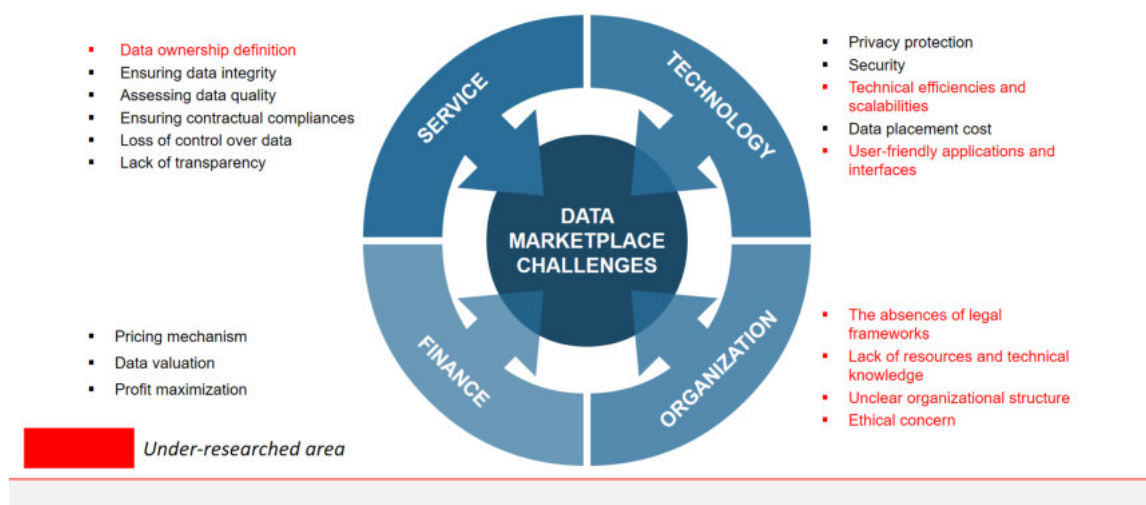 ▪ Data ownership definition
▪ Ensuring data integrity
▪ Assessing data quality
▪ Ensuring contractual compliances
▪ Loss of control over data
▪ Lack of transparency
SERVICE
TECHNOLOGY
▪ Privacy protection
▪ Security
▪ Technical efficiencies and
scalabilities
▪ Data placement cost
▪ User-friendly applications and
interfaces
DATA
MARKETPLACE
CHALLENGES
▪ Pricing mechanism
▪ Data valuation
▪ Profit maximization
FINANCE
ORGANIZATION
▪ The absences of legal
frameworks
▪ Lack of resources and technical
knowledge
▪ Unclear organizational structure
▪ Ethical concern
Under-researched area